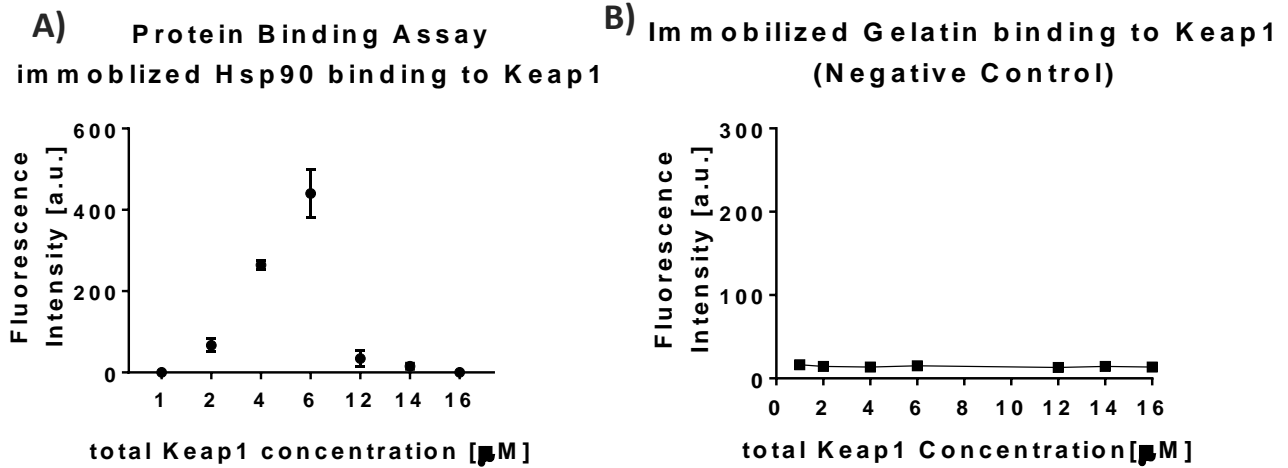 A)
Protein Binding Assay
immoblized Hsp90 binding to Keap1
Fluorescence
Intensity [a.u.]
600
400
200
0
1 2 4 6 12 14 16
total Keap1 concentration [μM]
B)
Immobilized Gelatin binding to Keap1
(Negative Control)
Fluorescence
Intensity [a.u.]
300
200
100
0
0 2 4 6 8 10 12 14 16
total Keap1 Concentration[μM]